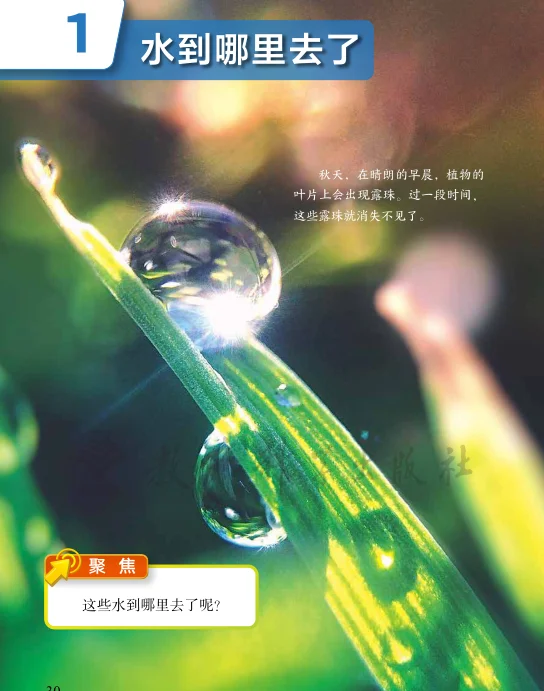 1
水到哪里去了
秋天，在晴朗的早晨，植物的
叶片上会出现露珠。过一段时间，
这些露珠就消失不见了。
聚焦
这些水到哪里去了呢？